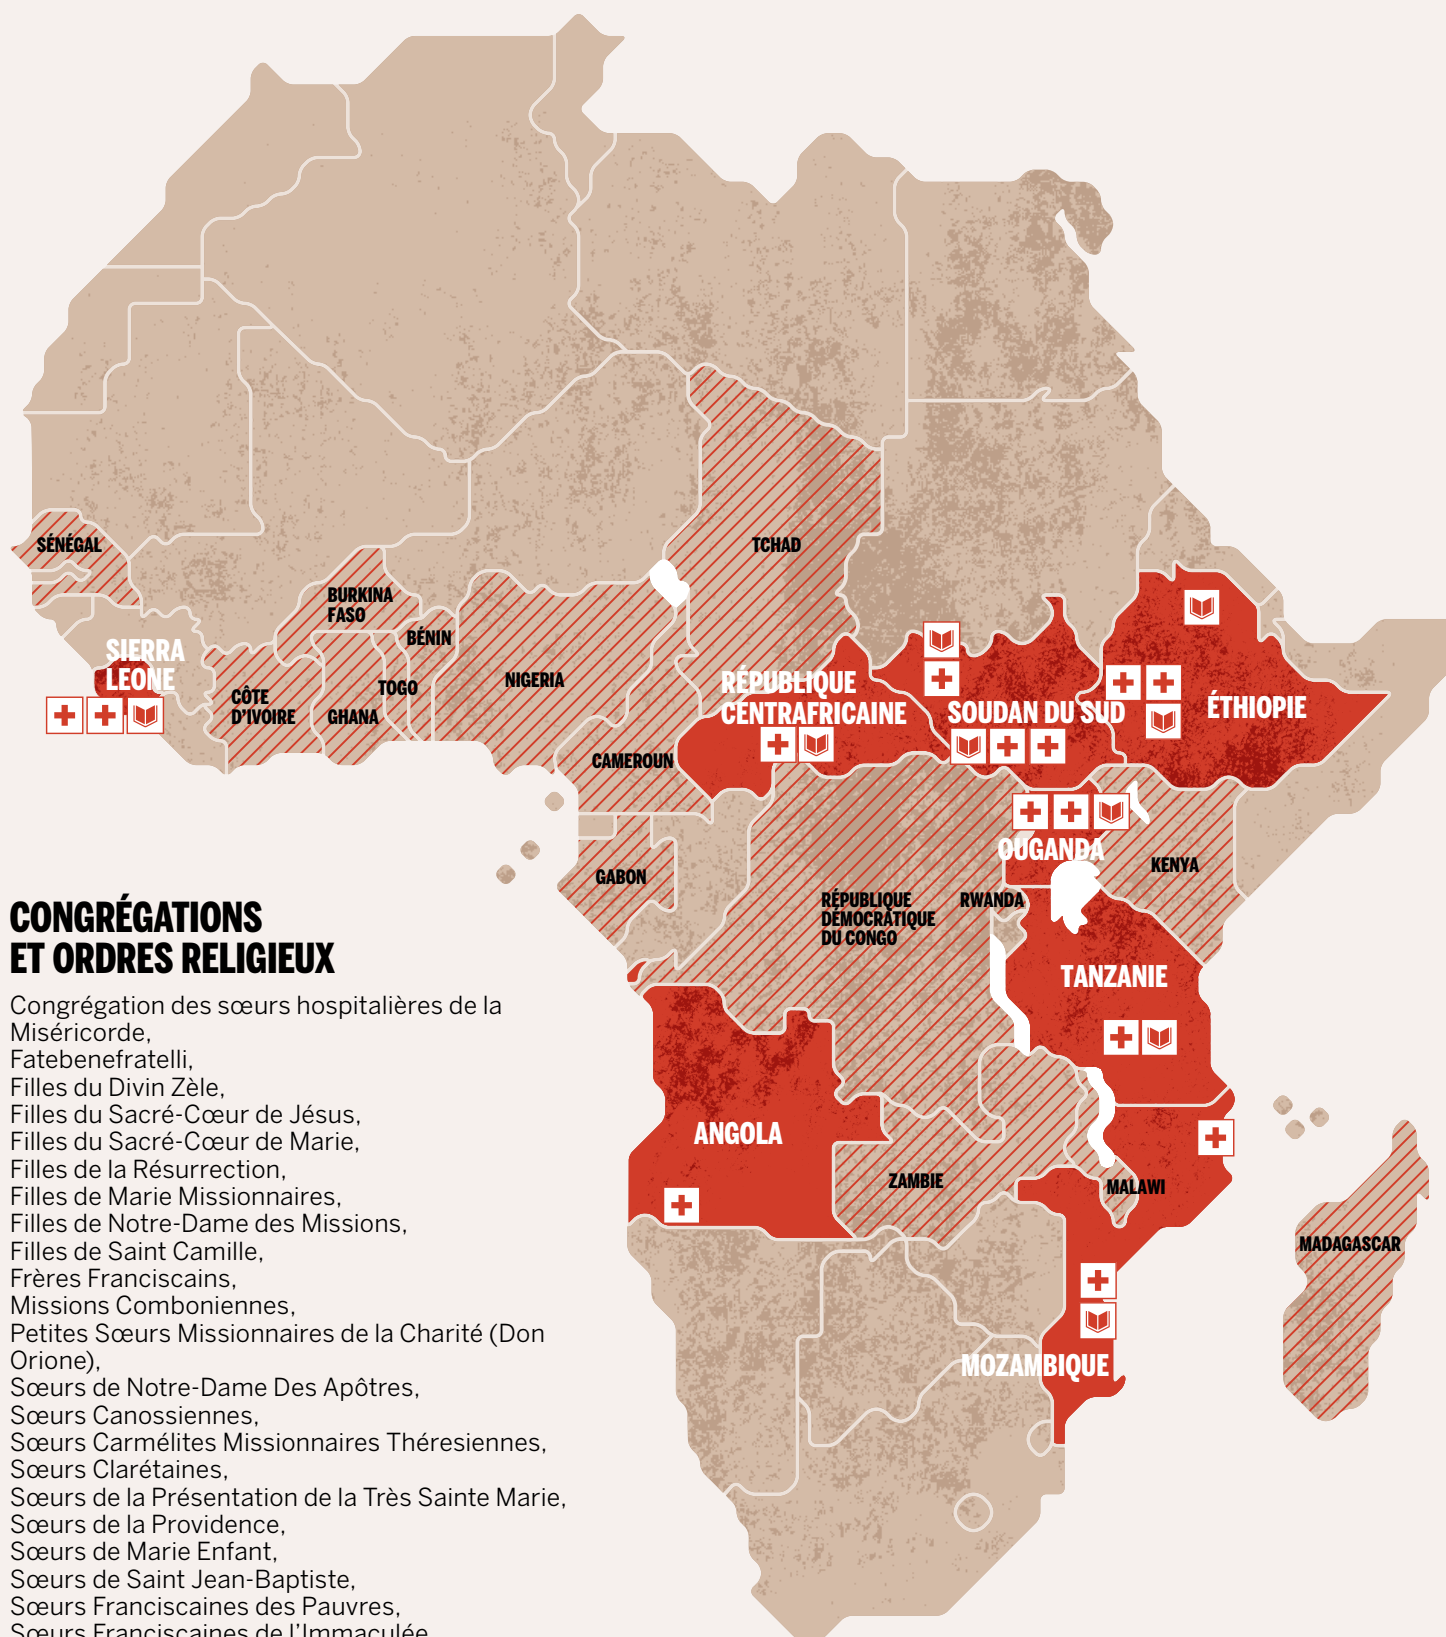 SÉNÉGAL
TCHAD
BURKINA
FASO
BÉNIN
SIERRA
LEONE
CÔTE
D'IVOIRE
GHANA
TOGO
NIGERIA
RÉPUBLIQUE
CENTRAFRICAINE
SOUDAN DU SUD
ÉTHIOPIE
CAMEROUN
OUGANDA
KENYA
GABON
RÉPUBLIQUE
DÉMOCRATIQUE
DU CONGO
RWANDA
TANZANIE
ANGOLA
ZAMBIE
MALAWI
MADAGASCAR
MOZAMBIQUE
CONGRÉGATIONS
ET ORDRES RELIGIEUX
Congrégation des sœurs hospitalières de la
Miséricorde,
Fatebenefratelli,
Filles du Divin Zèle,
Filles du Sacré-Cœur de Jésus,
Filles du Sacré-Cœur de Marie,
Filles de la Résurrection,
Filles de Marie Missionnaires,
Filles de Notre-Dame des Missions,
Filles de Saint Camille,
Frères Franciscains,
Missions Comboniennes,
Petites Sœurs Missionnaires de la Charité (Don
Orione),
Sœurs de Notre-Dame Des Apôtres,
Sœurs Canossiennes,
Sœurs Carmélites Missionnaires Théresiennes,
Sœurs Clarétaines,
Sœurs de la Présentation de la Très Sainte Marie,
Sœurs de la Providence,
Sœurs de Marie Enfant,
Sœurs de Saint Jean-Baptiste,
Sœurs Franciscaines des Pauvres,
Sœurs Franciscaines de l'Immaculée